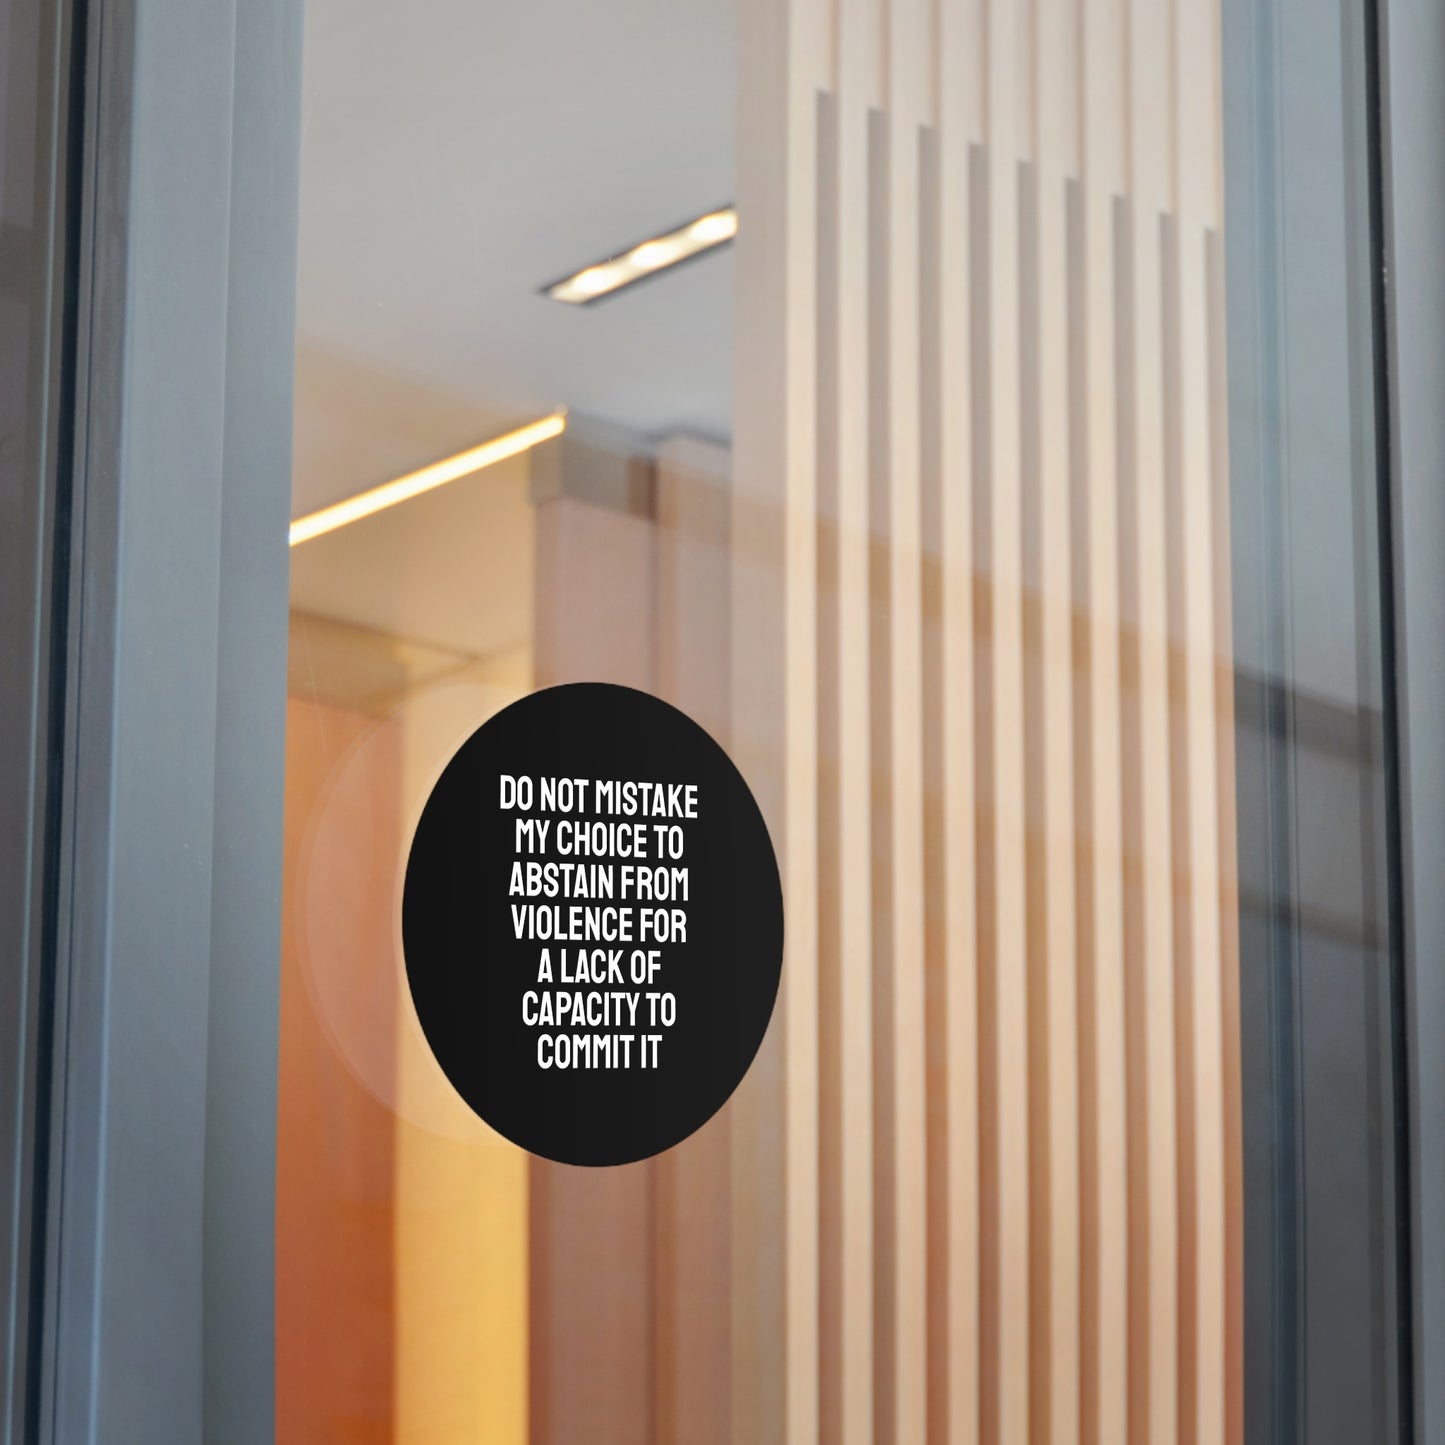 DO NOT MISTAKE
MY CHOICE TO
ABSTAIN FROM
VIOLENCE FOR
A LACK OF
CAPACITY TO
COMMIT IT